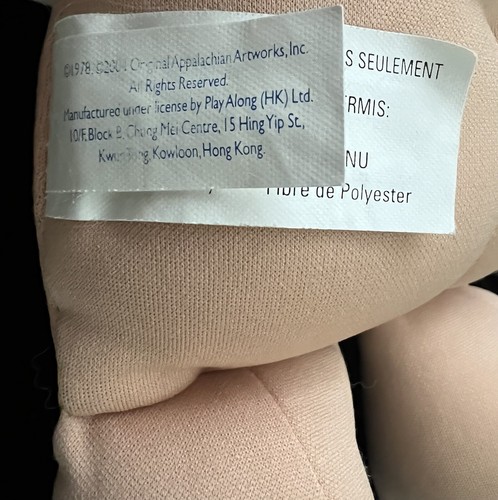 ©1978, ©2004 Original Appalachian Artworks, Inc.
All Rights Reserved.
Manufactured under license by Play Along (HK) Ltd.
10/F, Block B, Chung Mei Centre, 15 Hing Yip St.,
Kwun Tong, Kowloon, Hong Kong.
S SEULEMENT
ERMIS:
NU
Fibre de Polyester